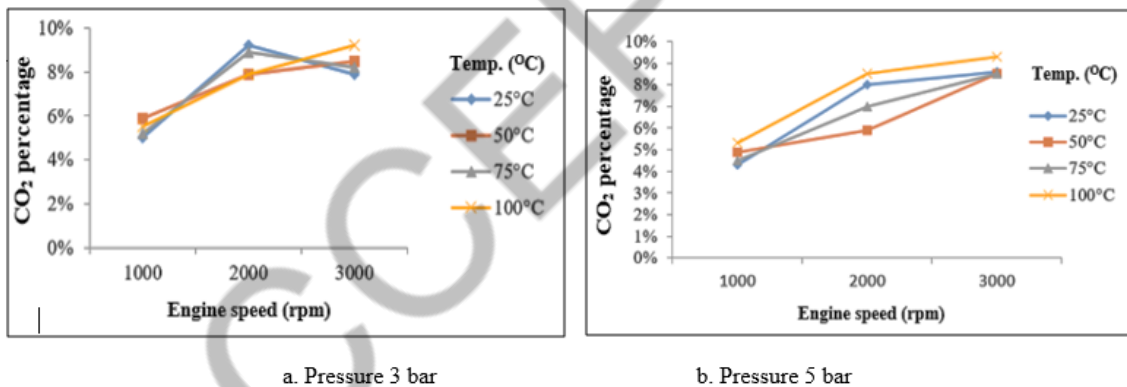 10%
8%
6%
4%
2%
0%
CO₂ percentage
1000 2000 3000
Engine speed (rpm)
Temp. (⁰C)
25°C
50°C
75°C
100°C
10%
9%
8%
7%
6%
5%
4%
3%
2%
1%
0%
CO₂ percentage
1000 2000 3000
Engine speed (rpm)
Temp. (⁰C)
25°C
50°C
75°C
100°C
a. Pressure 3 bar
b. Pressure 5 bar